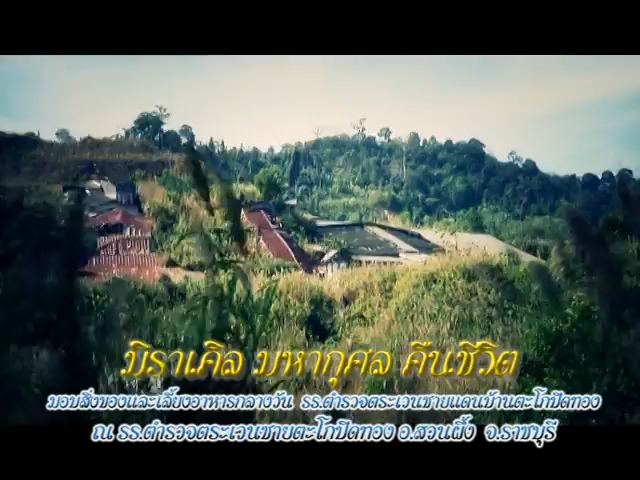 มิราเคิล มหากุศล คืนชีวิต
มอบสิ่งของและเลี้ยงอาหารกลางวัน รร.ตำรวจตระเวนชายแดนบ้านตะโกปิดทอง
ณ รร.ตำรวจตระเวนชายตะโกปิดทอง อ.สวนผึ้ง จ.ราชบุรี